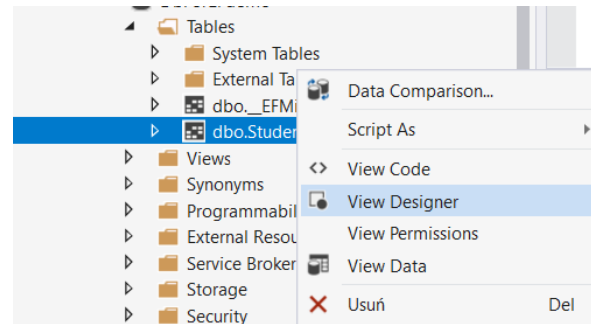 Tables
System Tables
External Ta
dbo.__EFMi
dbo.Studen
Views
Synonyms
Programmabil
External Resou
Service Broker
Storage
Security
Data Comparison...
Script As
View Code
View Designer
View Permissions
View Data
Usuń Del